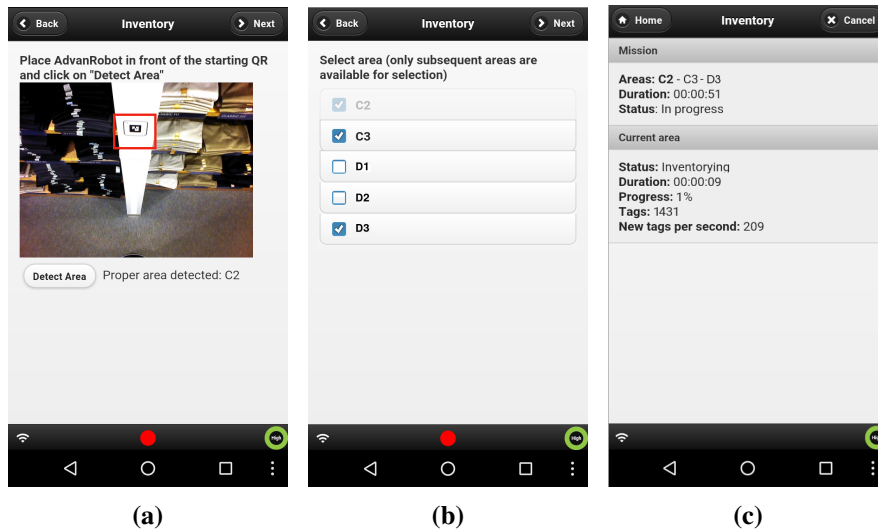 Back
Inventory
Next
Place AdvanRobot in front of the starting QR
and click on "Detect Area"
Detect Area
Proper area detected: C2
High
(a)
Back
Inventory
Next
Select area (only subsequent areas are
available for selection)
C2
C3
D1
D2
D3
High
(b)
Home
Inventory
Cancel
Mission
Areas: C2 - C3 - D3
Duration: 00:00:51
Status: In progress
Current area
Status: Inventorying
Duration: 00:00:09
Progress: 1%
Tags: 1431
New tags per second: 209
(c)